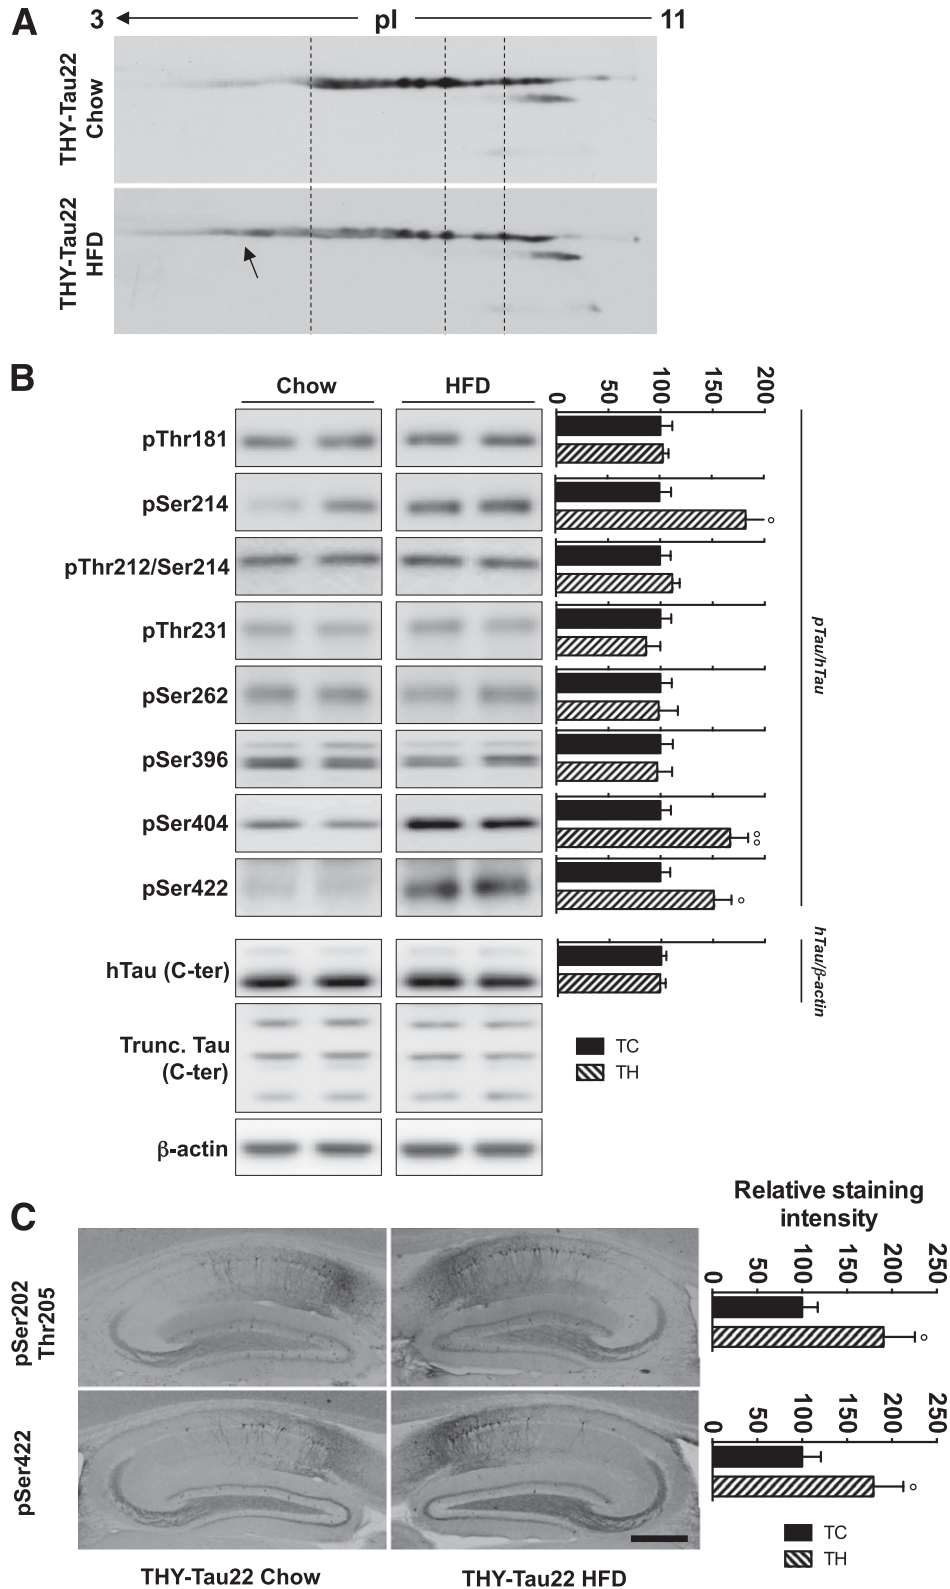 A
3 pI 11
THY-Tau22
Chow
THY-Tau22
HFD
B
Chow HFD
0 50 100 150 200
pThr181
pSer214
pThr212/Ser214
pThr231
pSer262
pSer396
pSer404
pSer422
pTau/hTau
hTau (C-ter)
hTau/β-actin
Trunc. Tau
(C-ter)
TC
TH
β-actin
C
Relative staining
intensity
0 50 100 150 200 250
pSer202
Thr205
0 50 100 150 200 250
pSer422
TC
TH
THY-Tau22 Chow THY-Tau22 HFD